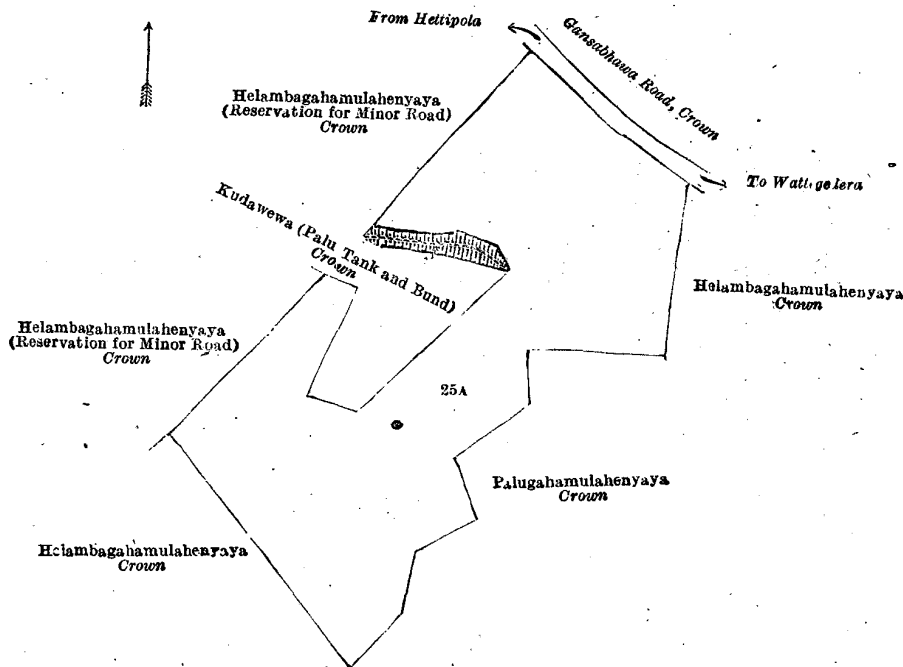 From Hettipola
Gansabhawa Road, Crown
Helambagahamulahenyaya
(Reservation for Minor Road)
Crown
To Wattegelera
Kudawewa (Palu Tank and Bund)
Crown
Helambagahamulahenyaya
Crown
Helambagahamulahenyaya
(Reservation for Minor Road)
Crown
25A
Palugahamulahenyaya
Crown
Helambagahamulahenyaya
Crown